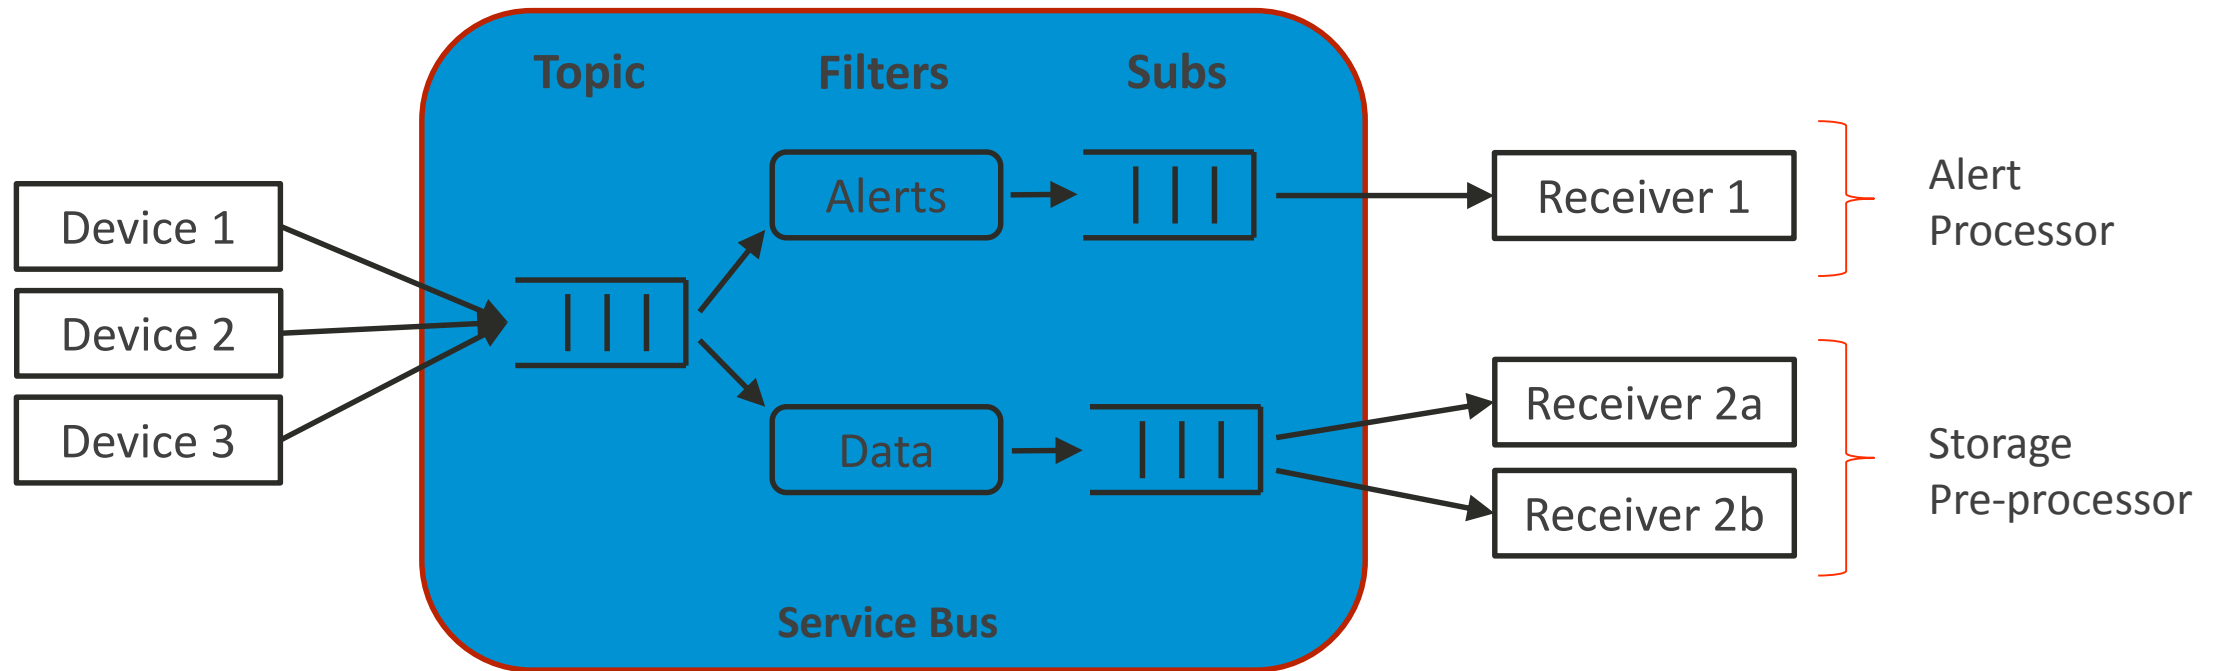 Topic
Filters
Subs
Device 1
Device 2
Device 3
Alerts
Data
Receiver 1
Receiver 2a
Receiver 2b
Alert
Processor
Storage
Pre-processor
Service Bus